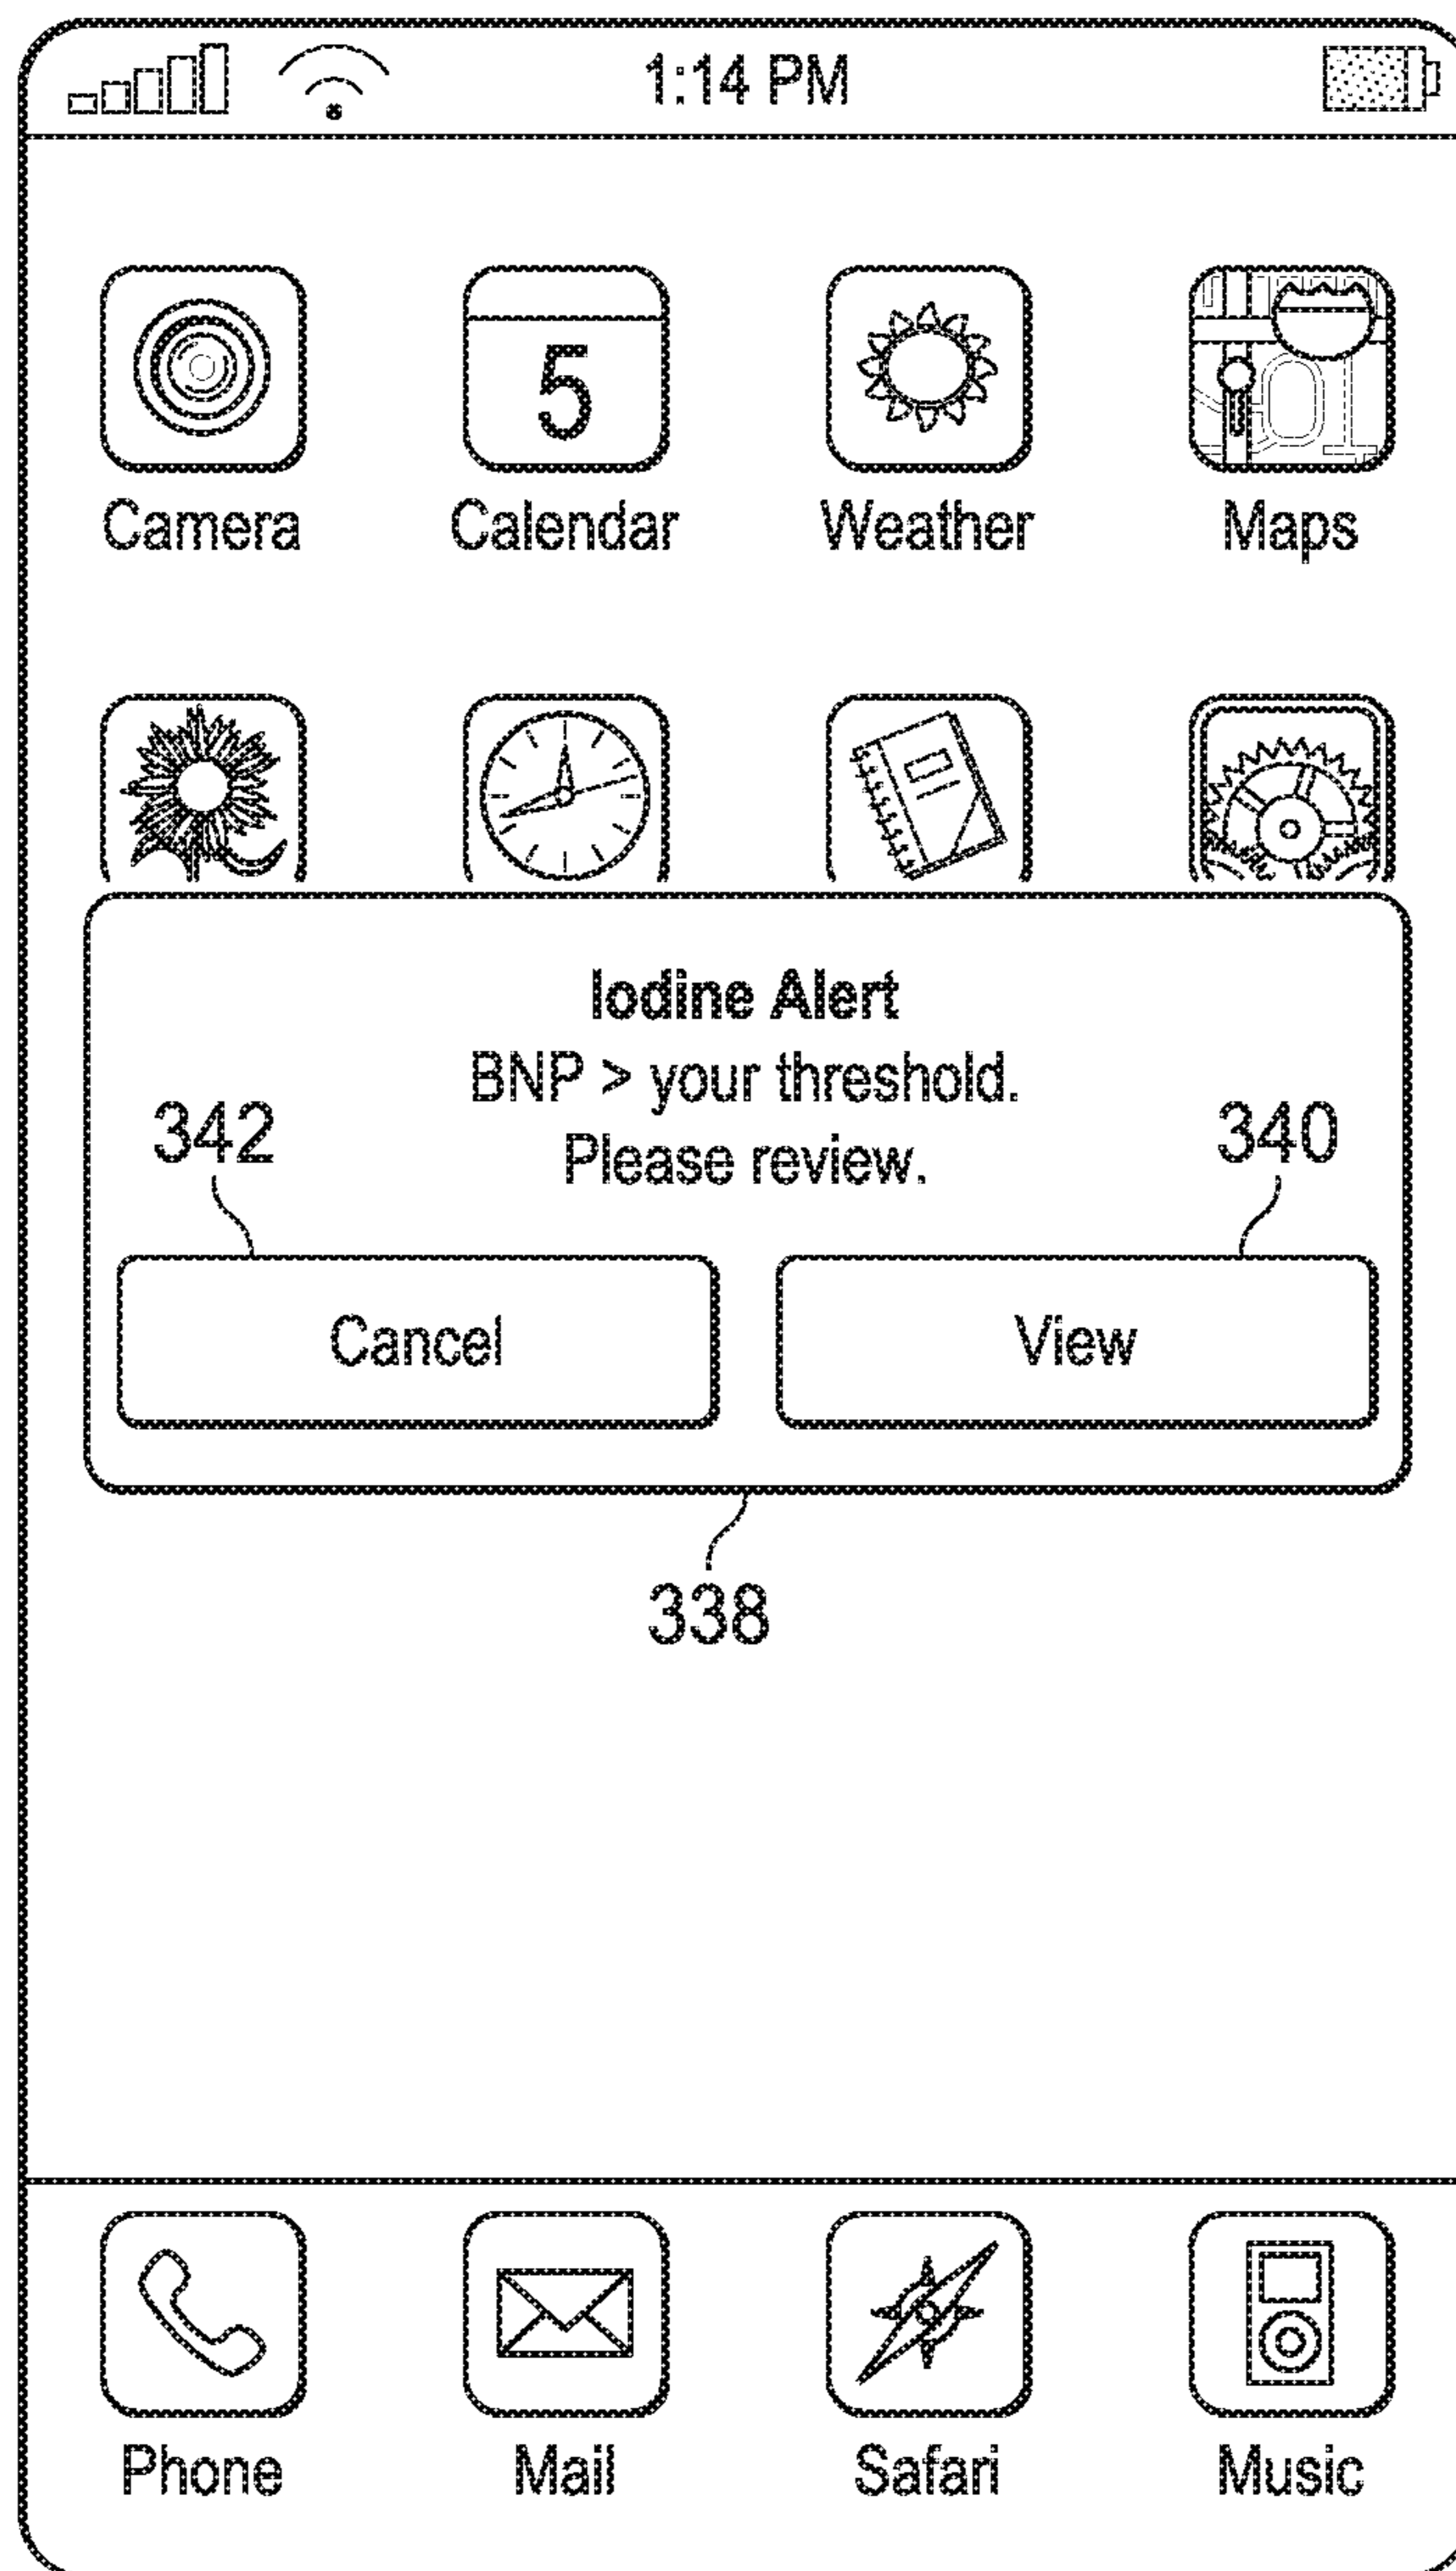 1:14 PM
5
Camera Calendar Weather Maps
Iodine Alert
BNP > your threshold.
342 340
Please review.
Cancel View
338
Phone Mail Safari Music